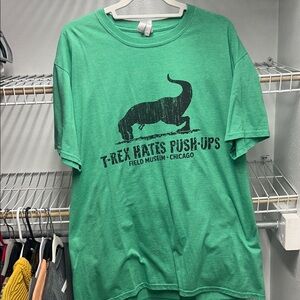 T-REX HATES PUSH-UPS
FIELD MUSEUM • CHICAGO